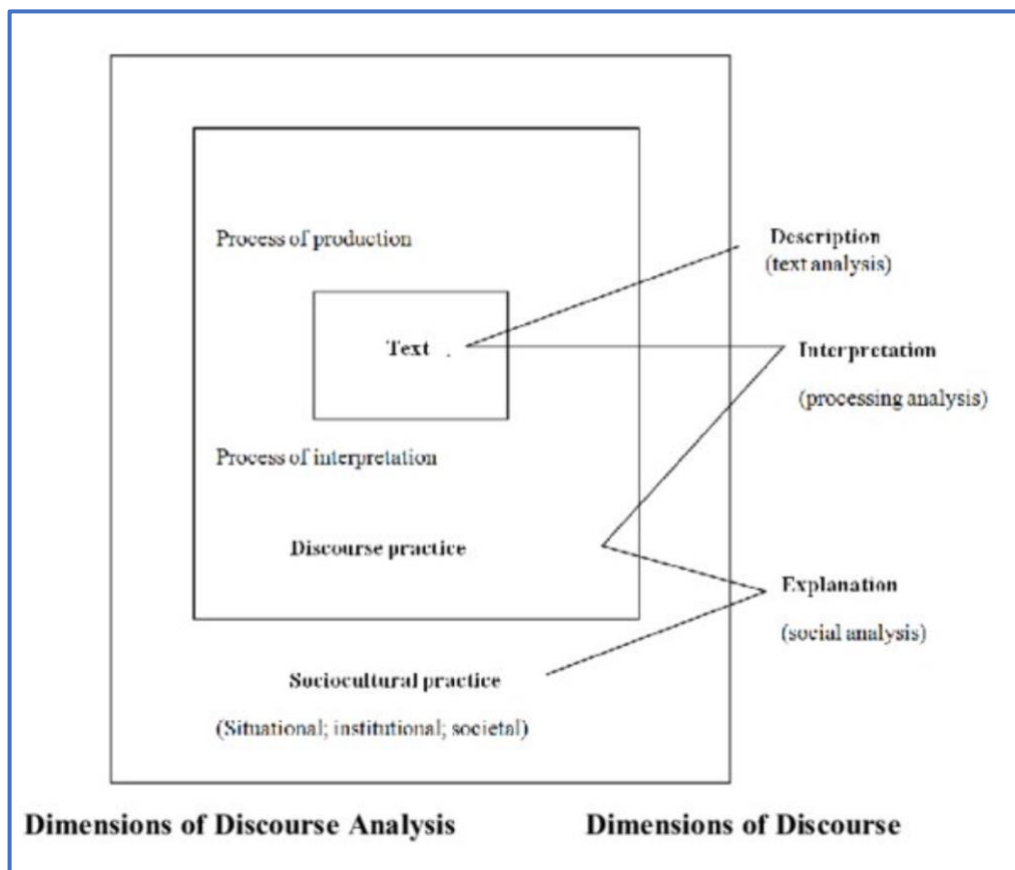 Process of production
Description
(text analysis)
Text .
Interpretation
(processing analysis)
Process of interpretation
Discourse practice
Explanation
(social analysis)
Sociocultural practice
(Situational; institutional; societal)
Dimensions of Discourse Analysis
Dimensions of Discourse